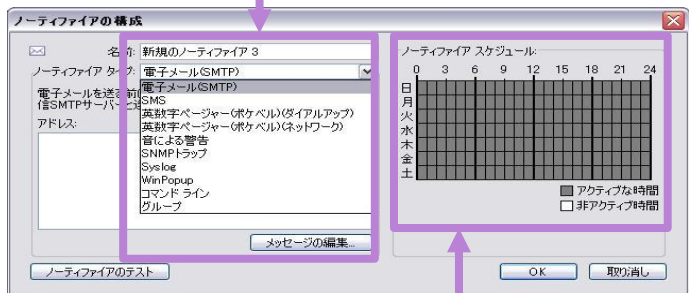 ノーティファイアの構成
名前: 新規のノーティファイア 3
ノーティファイア タイプ: 電子メール(SMTP)
電子メールを送る前
信SMTPサーバーと
アドレス:
電子メール(SMTP)
SMS
英数字ページャー(ポケベル)(ダイアルアップ)
英数字ページャー(ポケベル)(ネットワーク)
音による警告
SNMPトラップ
Syslog
WinPopup
コマンド ライン
グループ
メッセージの編集...
ノーティファイアのテスト
ノーティファイア スケジュール:
0 3 6 9 12 15 18 21 24
日
月
火
水
木
金
土
アクティブな時間
非アクティブ時間
OK 取り消し